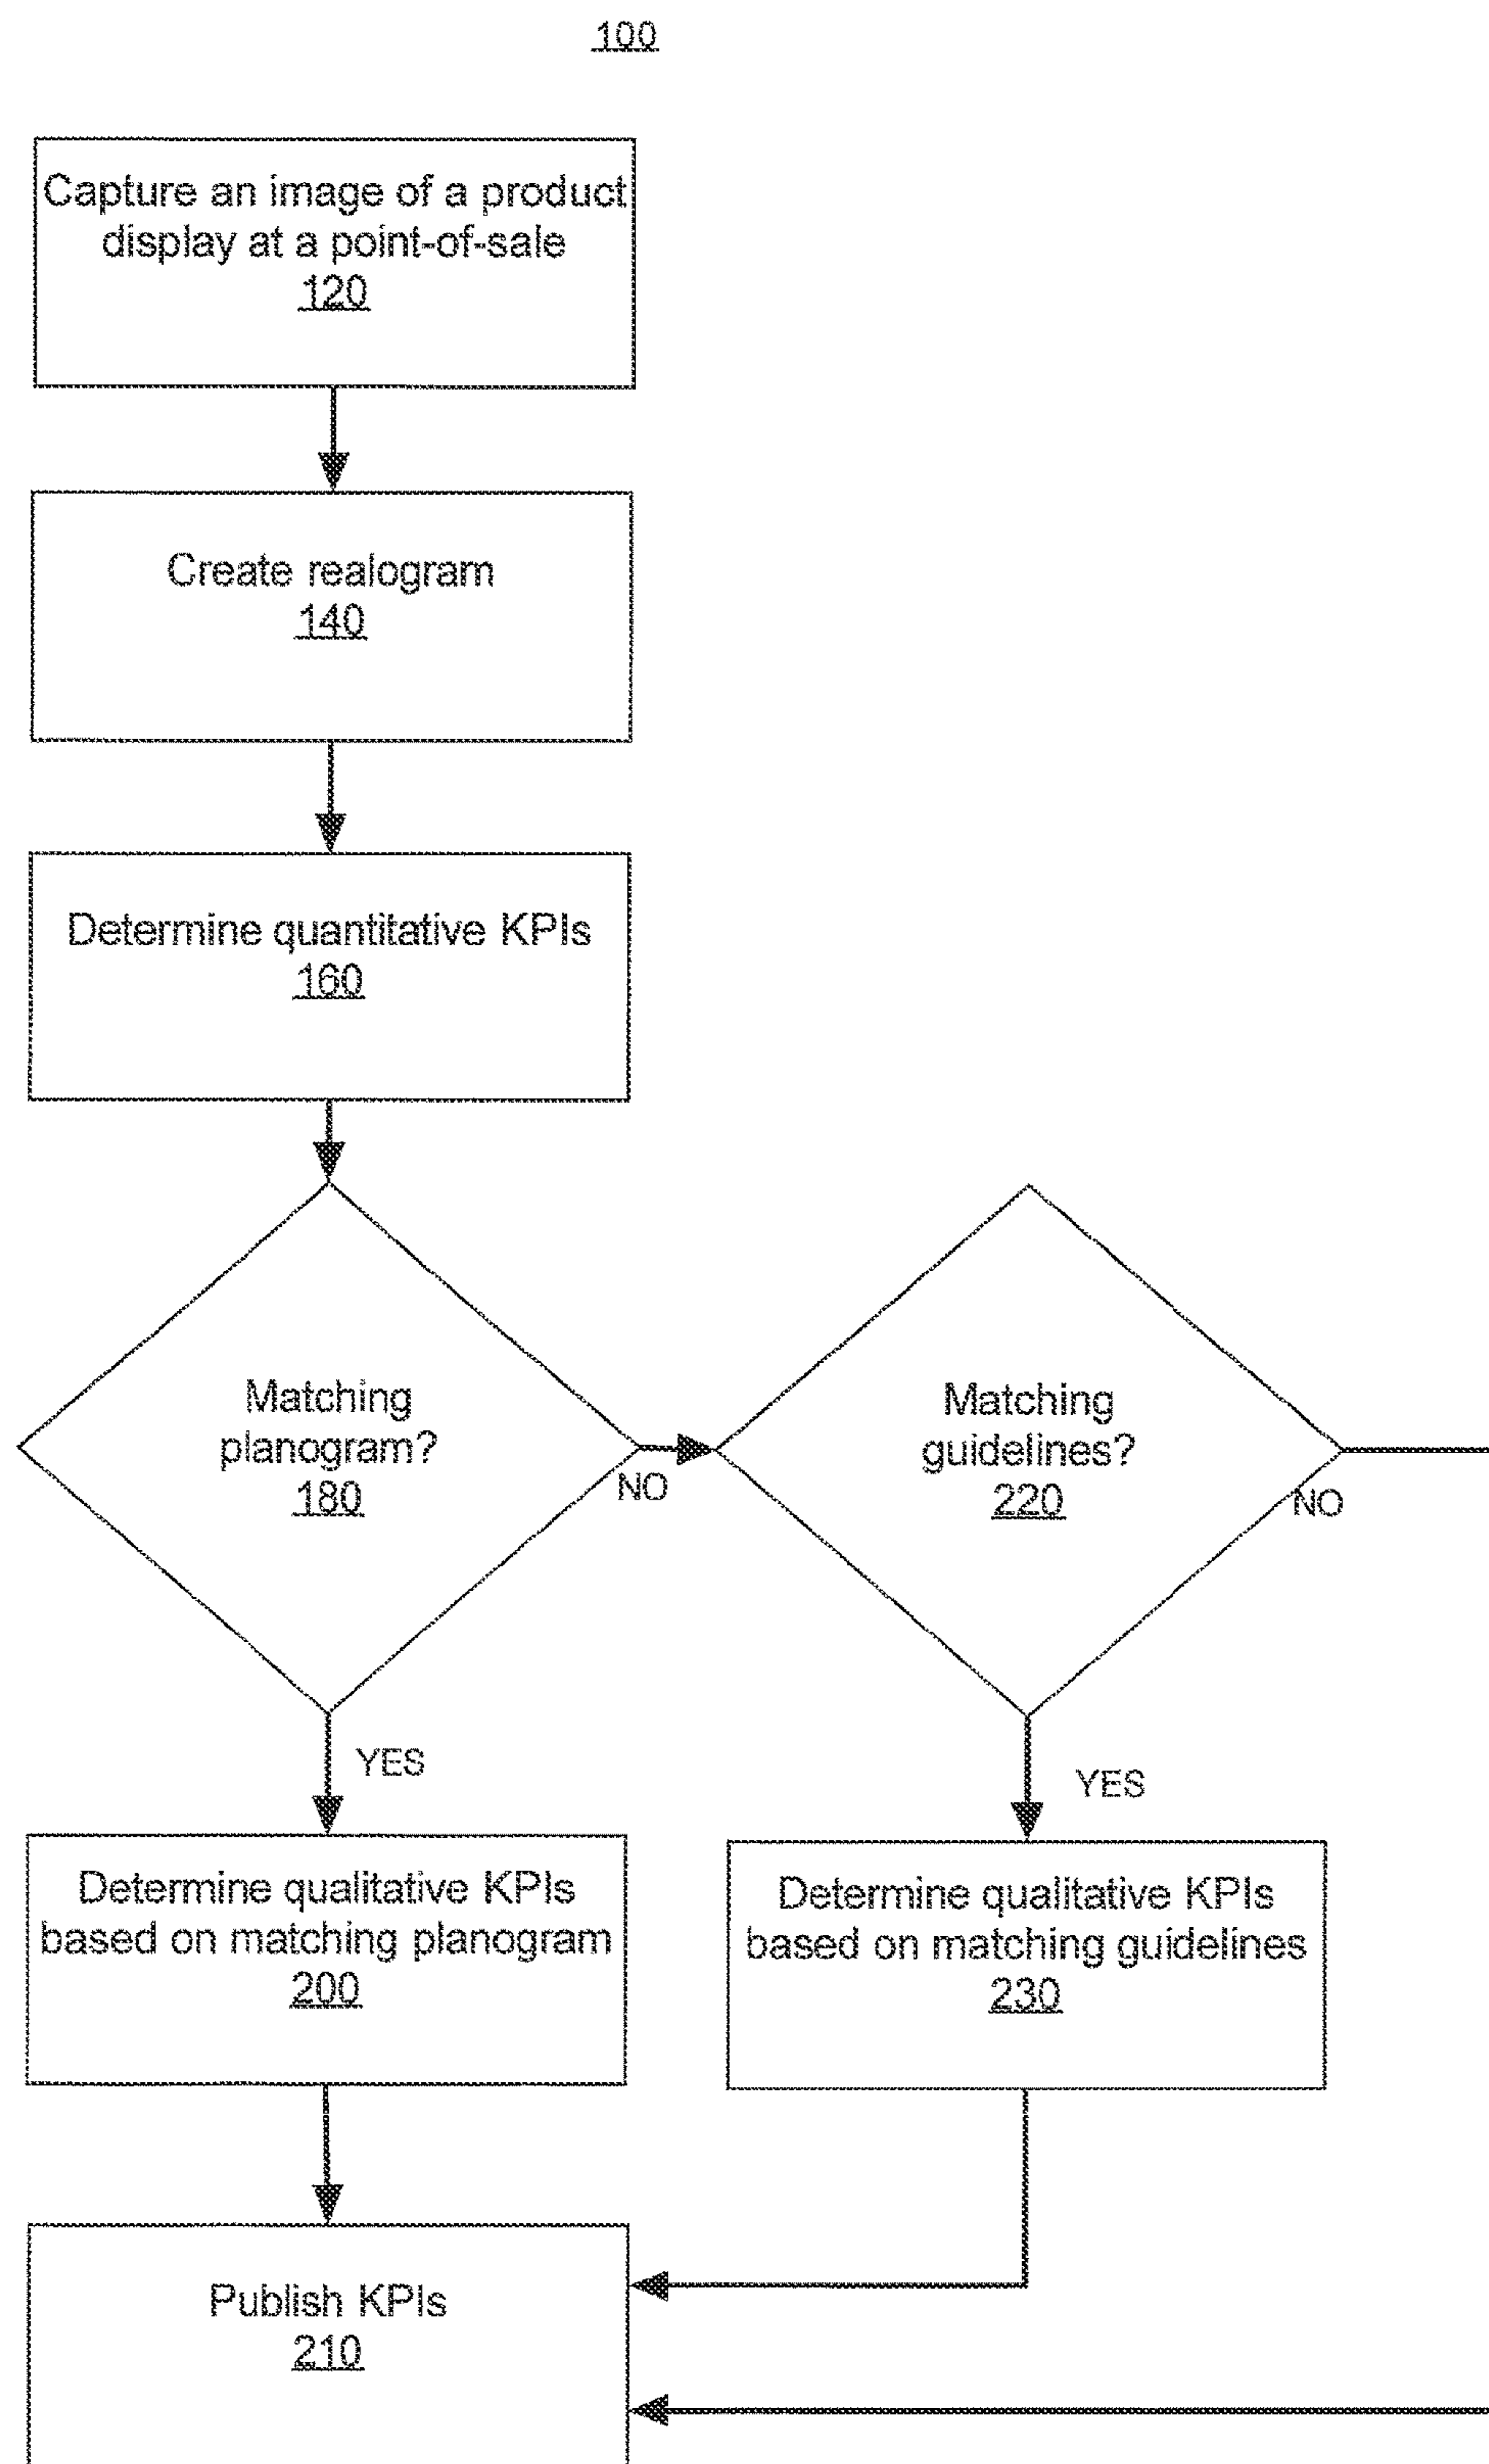 100
Capture an image of a product
display at a point-of-sale
120
Create realogram
140
Determine quantitative KPIs
160
Matching
planogram?
180
NO
Matching
guidelines?
220
NO
YES
YES
Determine qualitative KPIs
based on matching planogram
200
Determine qualitative KPIs
based on matching guidelines
230
Publish KPIs
210